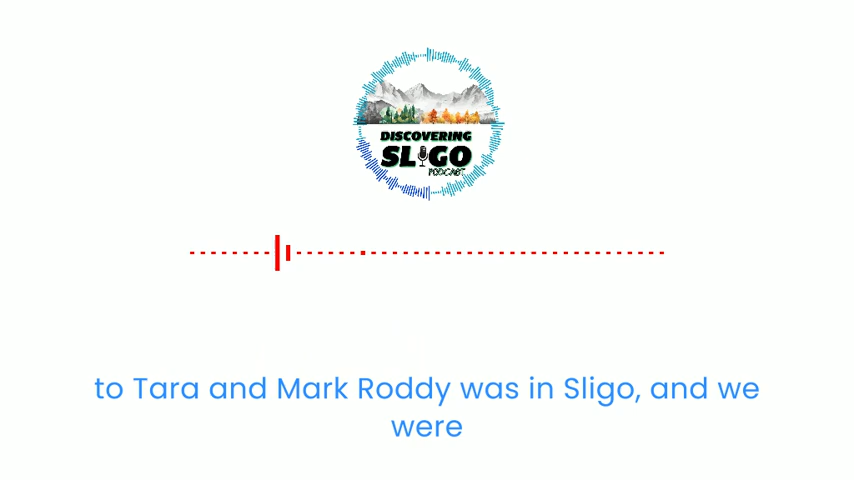 DISCOVERING
SLIGO
PODCAST
to Tara and Mark Roddy was in Sligo, and we
were